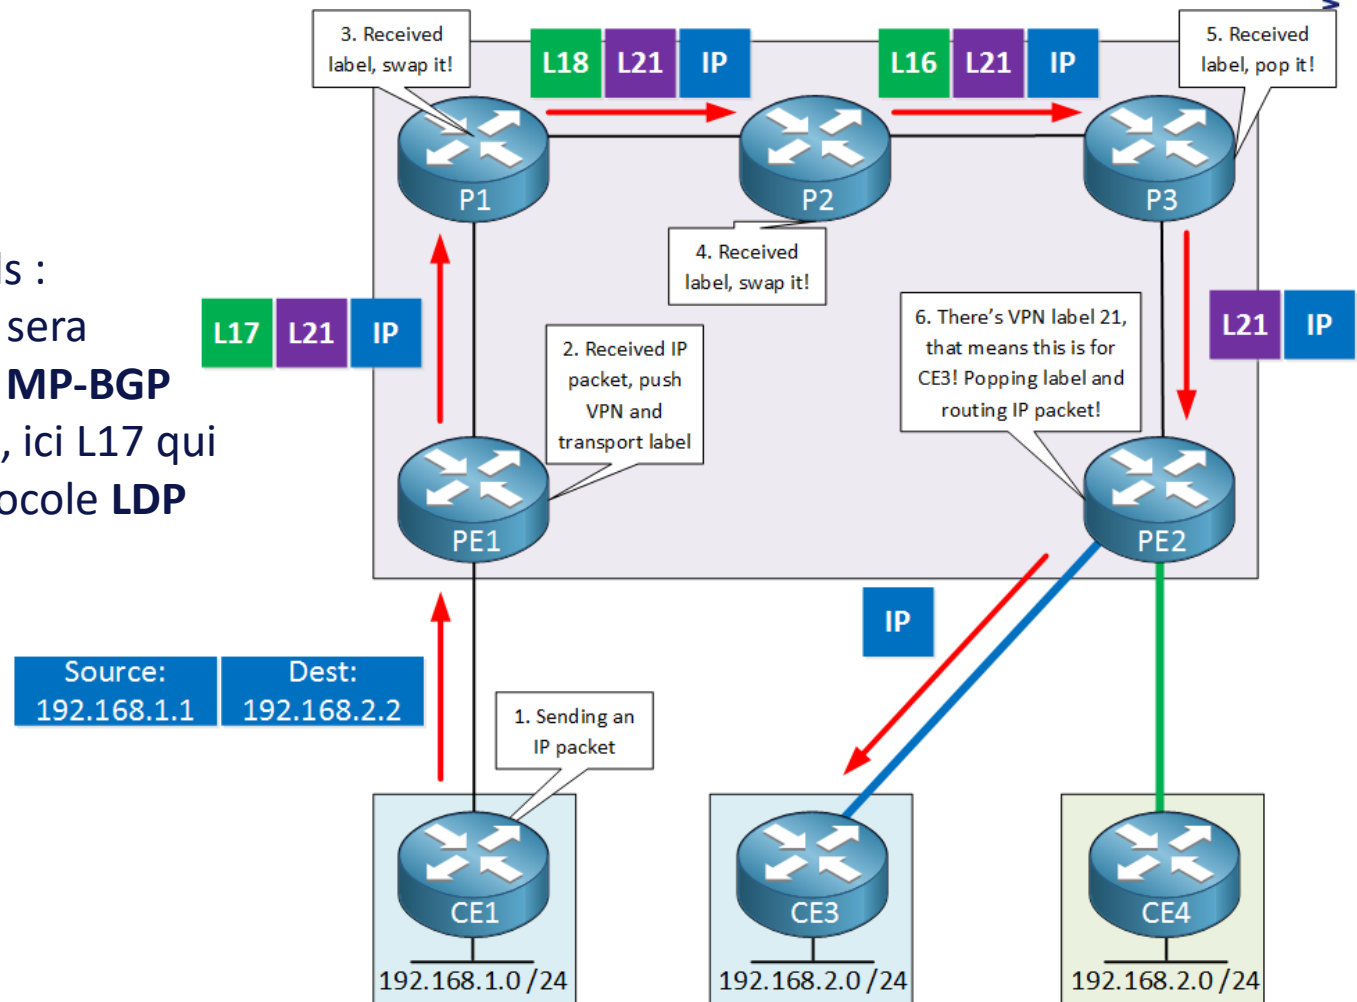 3. Received
label, swap it!
L18 L21 IP
L16 L21 IP
5. Received
label, pop it!
P1
P2
P3
4. Received
label, swap it!
ls :
sera
MP-BGP
, ici L17 qui
ocole LDP
L17 L21 IP
2. Received IP
packet, push
VPN and
transport label
6. There's VPN label 21,
that means this is for
CE3! Popping label and
routing IP packet!
L21 IP
PE1
PE2
IP
Source:
192.168.1.1
Dest:
192.168.2.2
1. Sending an
IP packet
CE1
CE3
CE4
192.168.1.0 /24
192.168.2.0 /24
192.168.2.0 /24